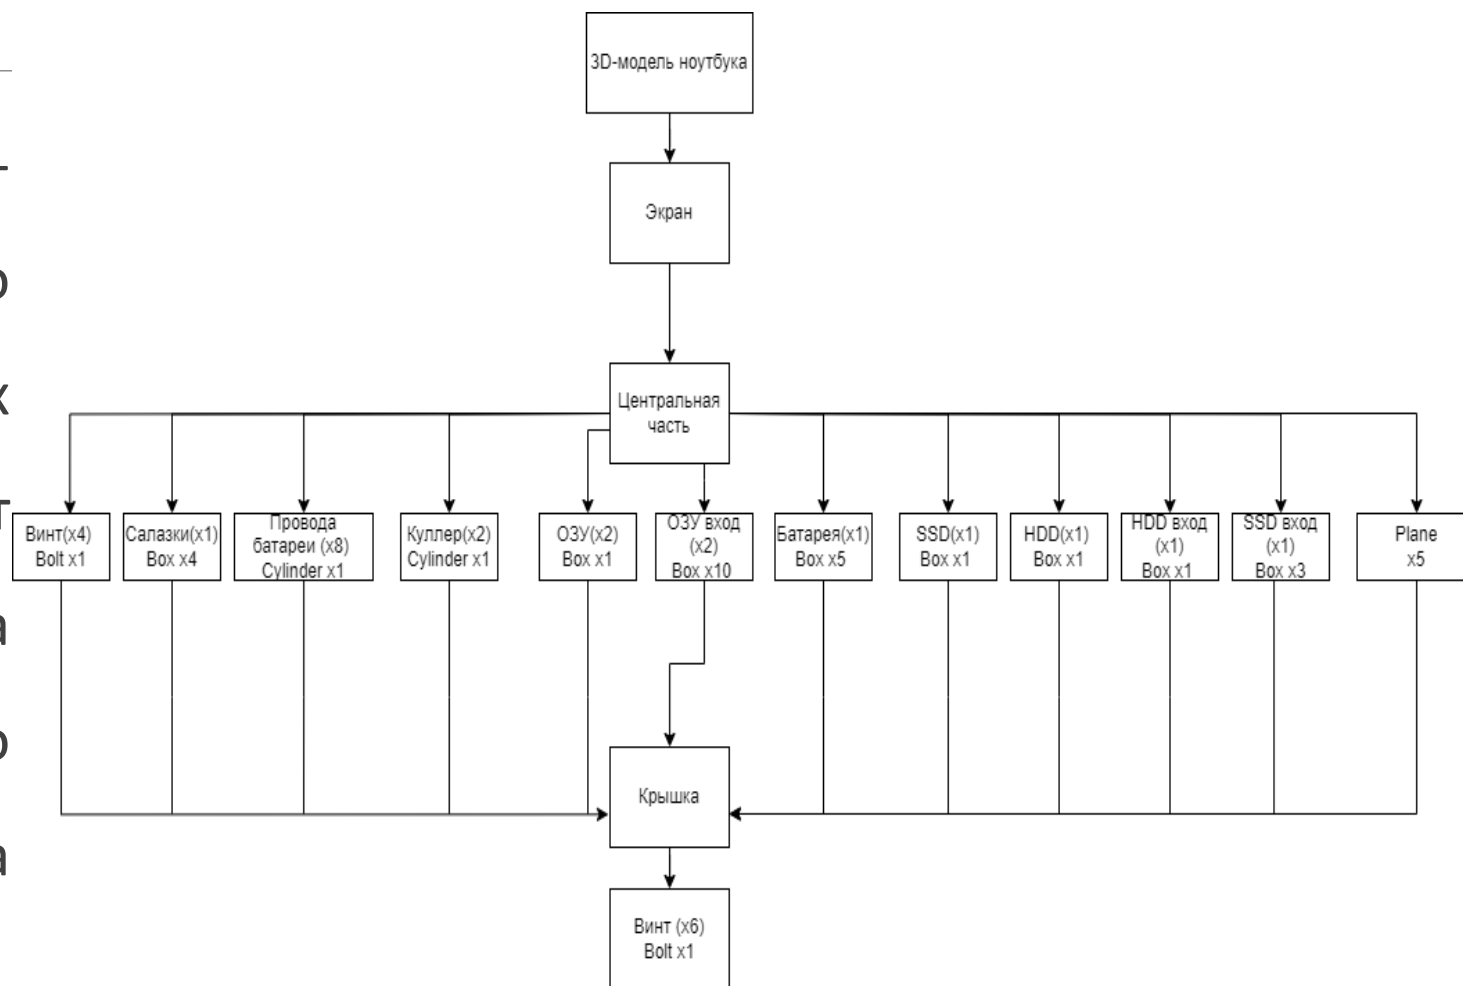 3D-модель ноутбука
Экран
Центральная
часть
Винт(x4)
Bolt x1
Салазки(x1)
Box x4
Провода
батареи (x8)
Cylinder x1
Куллер(x2)
Cylinder x1
ОЗУ(x2)
Box x1
ОЗУ вход
(x2)
Box x10
Батарея(x1)
Box x5
SSD(x1)
Box x1
HDD(x1)
Box x1
HDD вход
(x1)
Box x1
SSD вход
(x1)
Box x3
Plane
x5
Крышка
Винт (x6)
Bolt x1